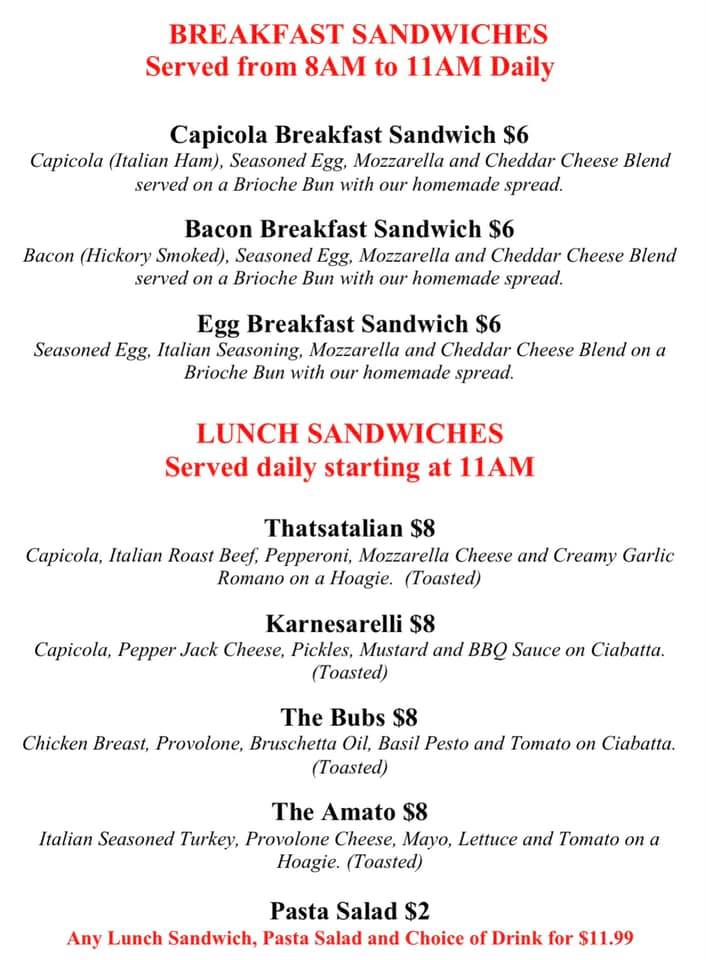 BREAKFAST SANDWICHES
Served from 8AM to 11AM Daily
Capicola Breakfast Sandwich $6
Capicola (Italian Ham), Seasoned Egg, Mozzarella and Cheddar Cheese Blend
served on a Brioche Bun with our homemade spread.
Bacon Breakfast Sandwich $6
Bacon (Hickory Smoked), Seasoned Egg, Mozzarella and Cheddar Cheese Blend
served on a Brioche Bun with our homemade spread.
Egg Breakfast Sandwich $6
Seasoned Egg, Italian Seasoning, Mozzarella and Cheddar Cheese Blend on a
Brioche Bun with our homemade spread.
LUNCH SANDWICHES
Served daily starting at 11AM
Thatsatalian $8
Capicola, Italian Roast Beef, Pepperoni, Mozzarella Cheese and Creamy Garlic
Romano on a Hoagie. (Toasted)
Karnesarelli $8
Capicola, Pepper Jack Cheese, Pickles, Mustard and BBQ Sauce on Ciabatta.
(Toasted)
The Bubs $8
Chicken Breast, Provolone, Bruschetta Oil, Basil Pesto and Tomato on Ciabatta.
(Toasted)
The Amato $8
Italian Seasoned Turkey, Provolone Cheese, Mayo, Lettuce and Tomato on a
Hoagie. (Toasted)
Pasta Salad $2
Any Lunch Sandwich, Pasta Salad and Choice of Drink for $11.99